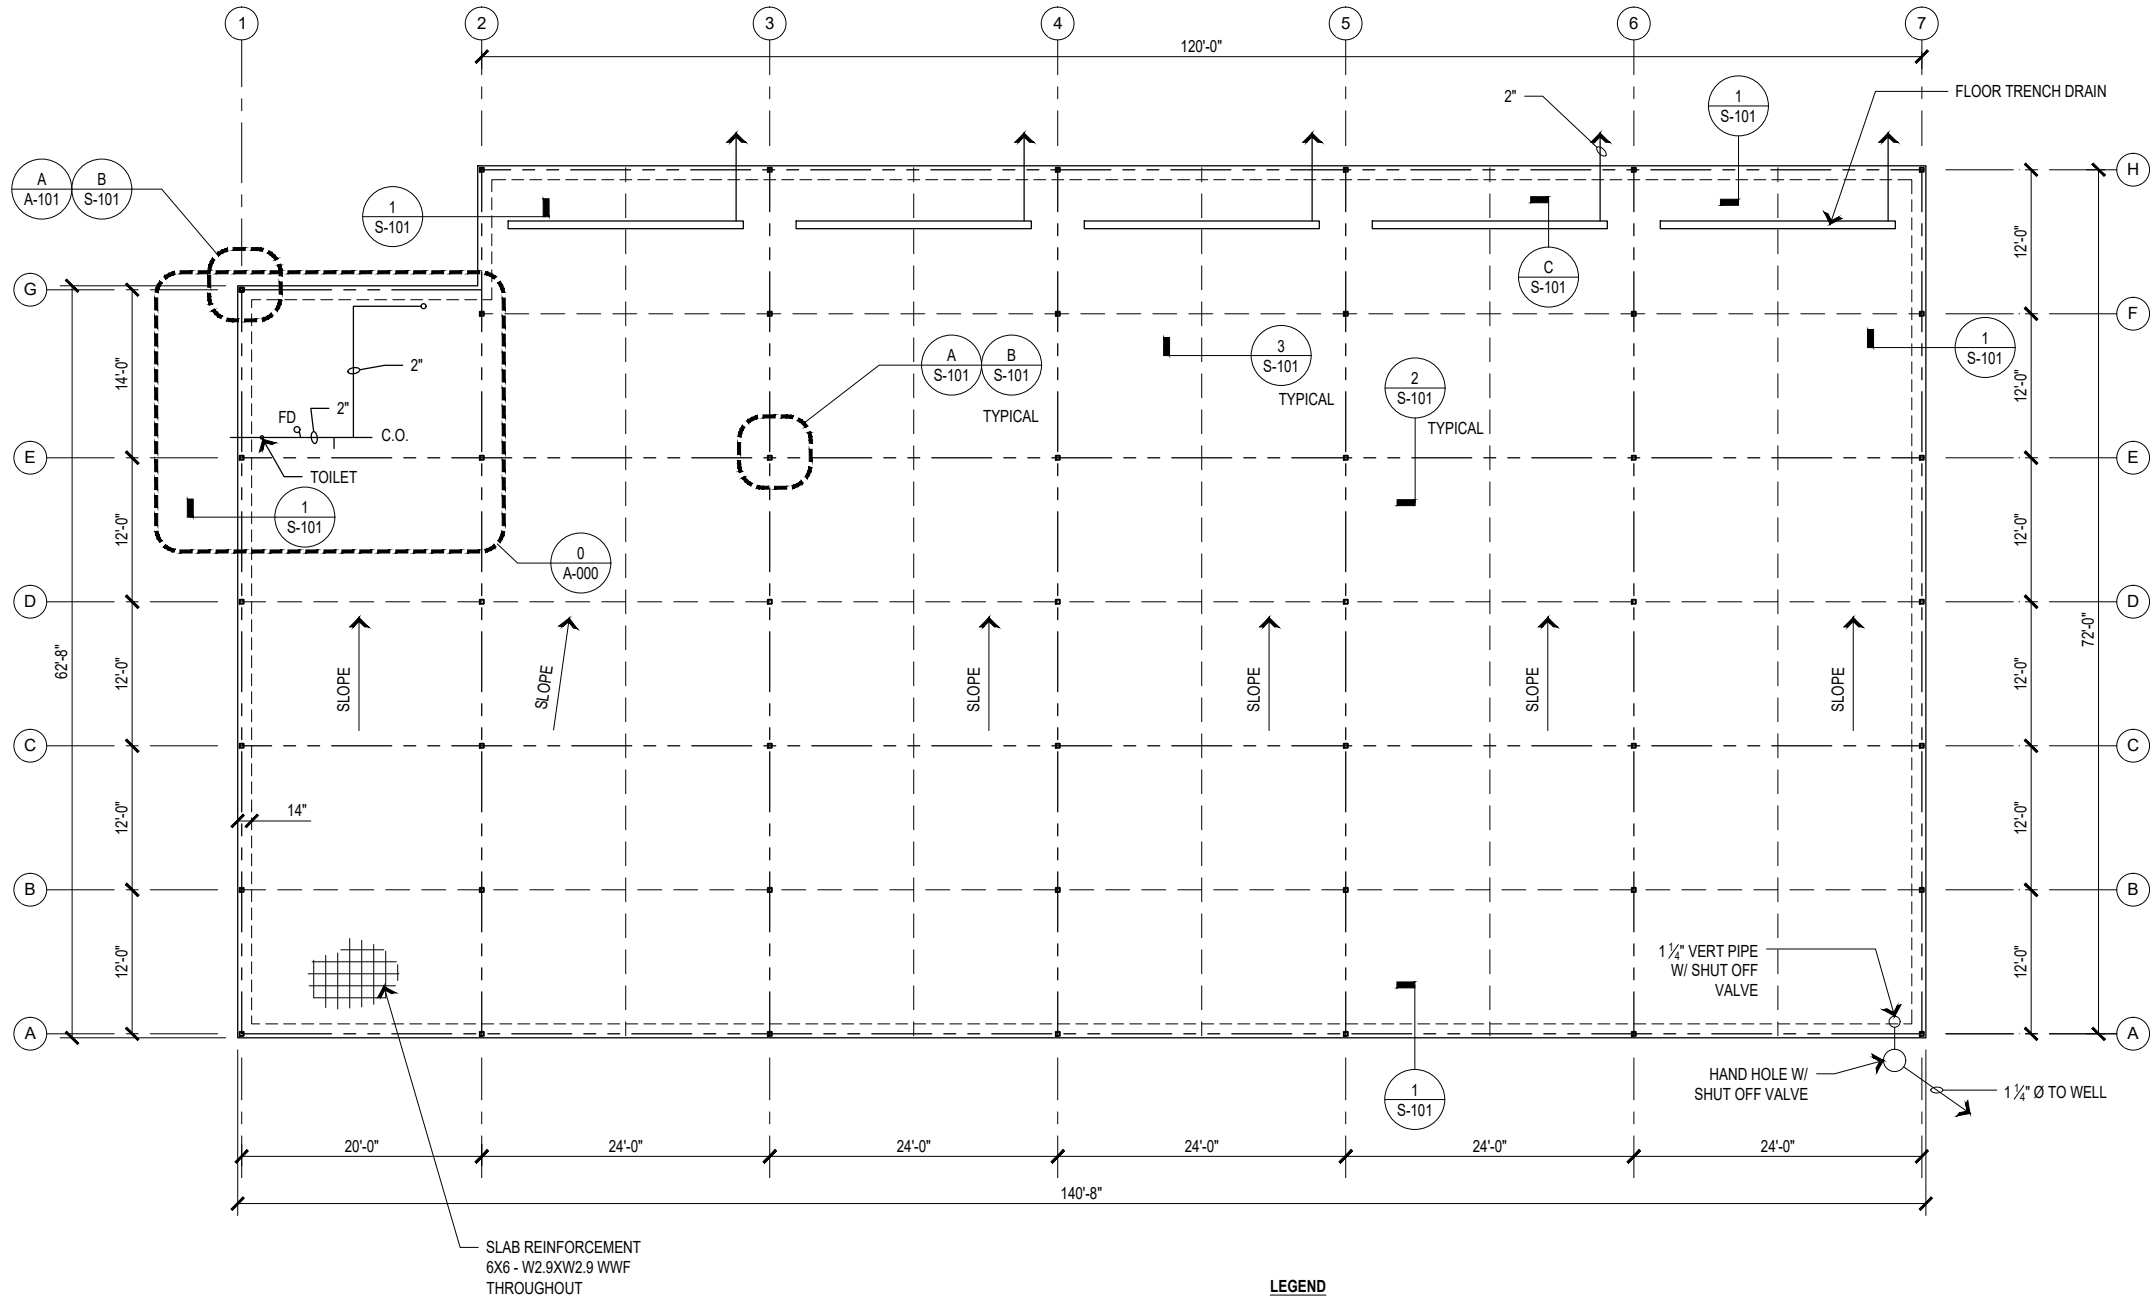 1
2
3
4
5
6
7
120'-0"
2"
1
S-101
FLOOR TRENCH DRAIN
A
A-101
B
S-101
1
S-101
H
H
C
S-101
G
12'-0"
F
14'-0"
2"
A
S-101
B
S-101
TYPICAL
3
S-101
TYPICAL
2
S-101
TYPICAL
1
S-101
12'-0"
FD
2"
C.O.
TOILET
E
E
1
S-101
12'-0"
12'-0"
0
A-000
D
D
62'-8"
12'-0"
SLOPE
SLOPE
SLOPE
SLOPE
SLOPE
SLOPE
12'-0"
72'-0"
C
C
14"
12'-0"
12'-0"
B
B
12'-0"
1 1/4" VERT PIPE
W/ SHUT OFF
VALVE
12'-0"
A
A
HAND HOLE W/
SHUT OFF VALVE
1 1/4" Ø TO WELL
1
S-101
20'-0"
24'-0"
24'-0"
24'-0"
24'-0"
24'-0"
140'-8"
SLAB REINFORCEMENT
6X6 - W2.9XW2.9 WWF
THROUGHOUT
LEGEND